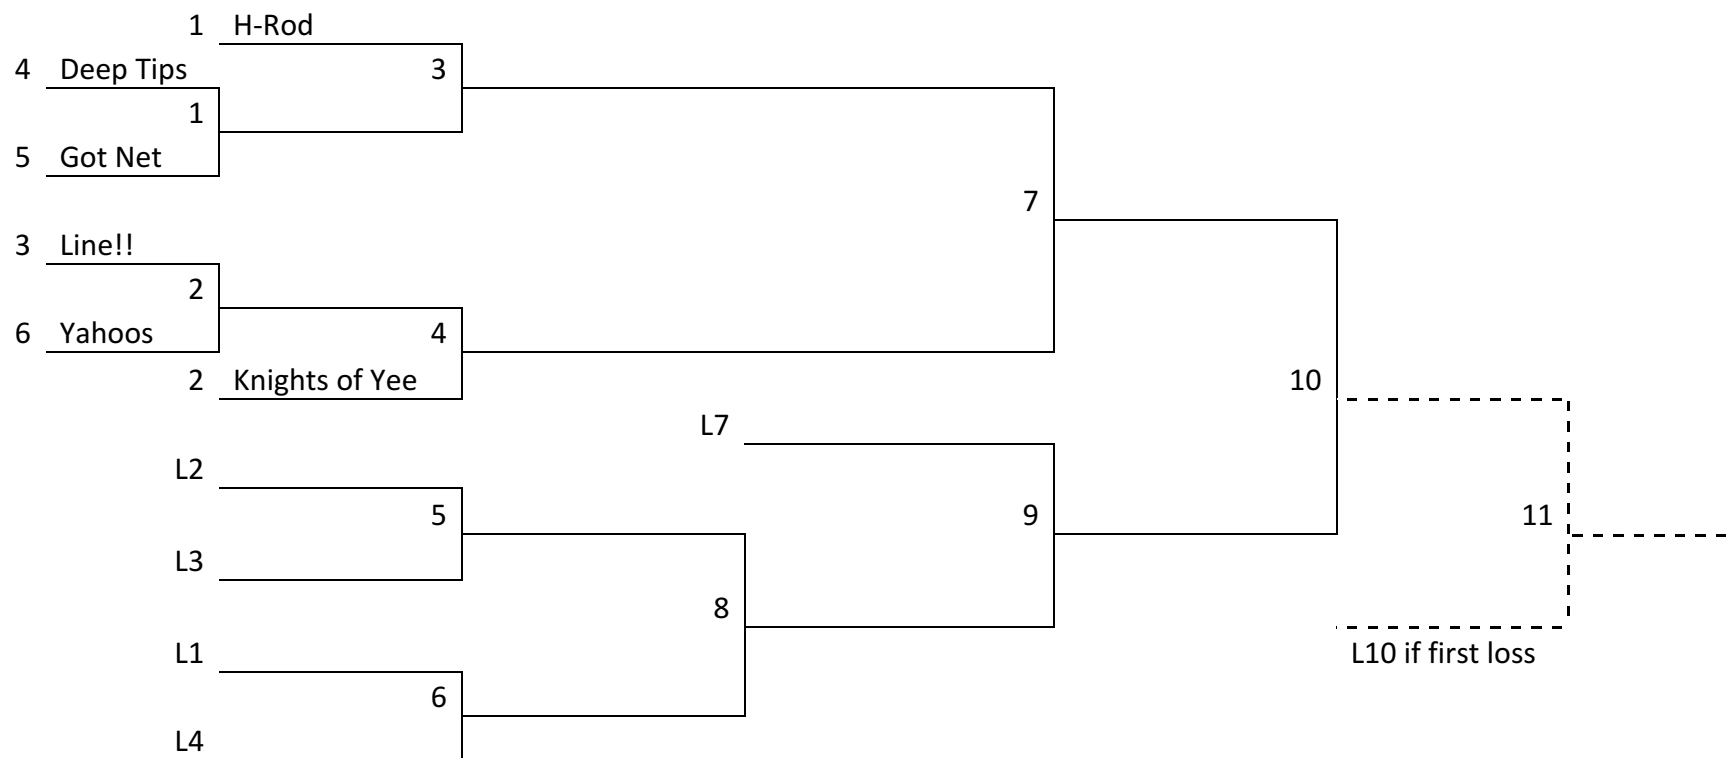 1 H-Rod
4 Deep Tips 3
1
5 Got Net
7
3 Line!!
2
6 Yahoos 4
2 Knights of Yee 10
L7
L2
5 9 11
L3
8
L1 L10 if first loss
6
L4